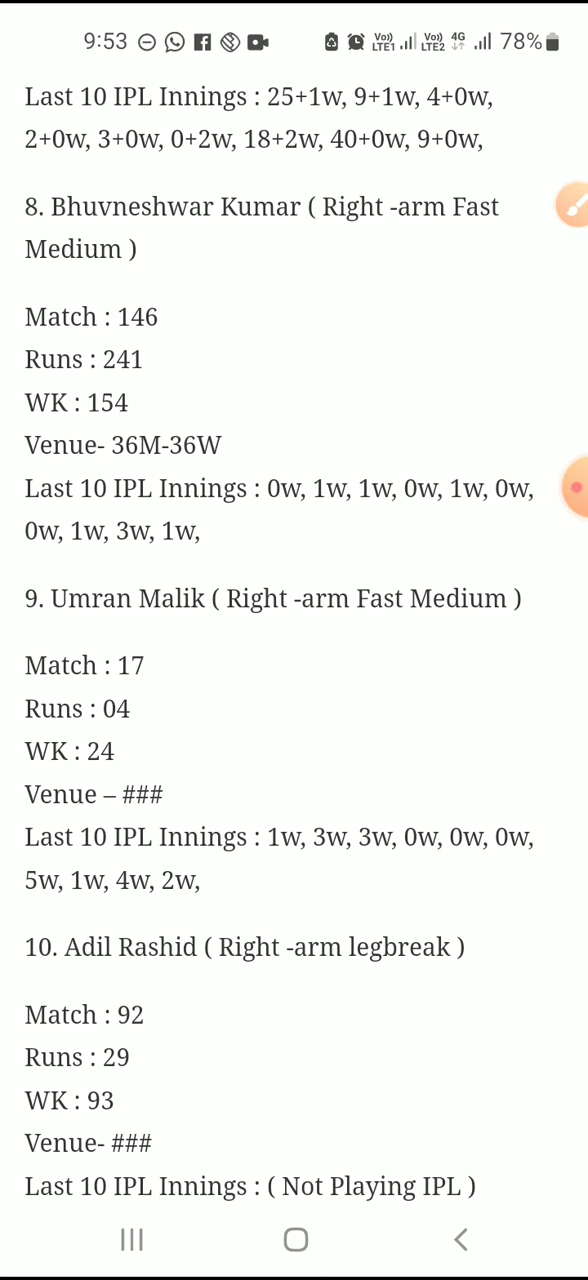 9:53 Vo)) LTE1 Vo)) LTE2 4G 78%
Last 10 IPL Innings : 25+1w, 9+1w, 4+0w,
2+0w, 3+0w, 0+2w, 18+2w, 40+0w, 9+0w,
8. Bhuvneshwar Kumar ( Right -arm Fast
Medium )
Match : 146
Runs : 241
WK : 154
Venue- 36M-36W
Last 10 IPL Innings : 0w, 1w, 1w, 0w, 1w, 0w,
0w, 1w, 3w, 1w,
9. Umran Malik ( Right -arm Fast Medium )
Match : 17
Runs : 04
WK : 24
Venue – ###
Last 10 IPL Innings : 1w, 3w, 3w, 0w, 0w, 0w,
5w, 1w, 4w, 2w,
10. Adil Rashid ( Right -arm legbreak )
Match : 92
Runs : 29
WK : 93
Venue- ###
Last 10 IPL Innings : ( Not Playing IPL )